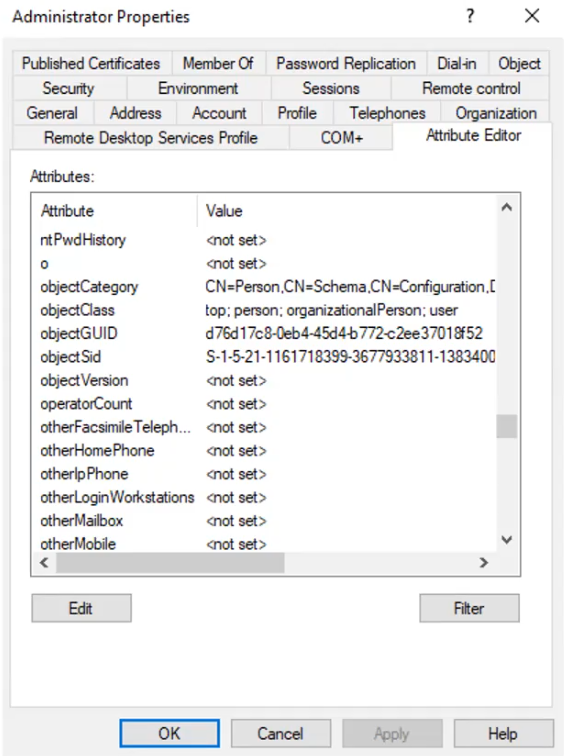 Administrator Properties ? ✕
Published Certificates Member Of Password Replication Dial-in Object
Security Environment Sessions Remote control
General Address Account Profile Telephones Organization
Remote Desktop Services Profile COM+ Attribute Editor
Attributes:
Attribute Value
ntPwdHistory <not set>
o <not set>
objectCategory CN=Person,CN=Schema,CN=Configuration,D
objectClass top; person; organizationalPerson; user
objectGUID d76d17c8-0eb4-45d4-b772-c2ee37018f52
objectSid S-1-5-21-1161718399-3677933811-1383400
objectVersion <not set>
operatorCount <not set>
otherFacsimileTeleph... <not set>
otherHomePhone <not set>
otherIpPhone <not set>
otherLoginWorkstations <not set>
otherMailbox <not set>
otherMobile <not set>
Edit Filter
OK Cancel Apply Help